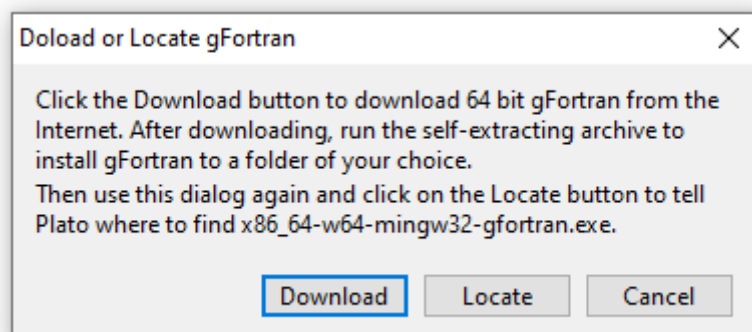 Doload or Locate gFortran
Click the Download button to download 64 bit gFortran from the
Internet. After downloading, run the self-extracting archive to
install gFortran to a folder of your choice.
Then use this dialog again and click on the Locate button to tell
Plato where to find x86_64-w64-mingw32-gfortran.exe.
Download Locate Cancel